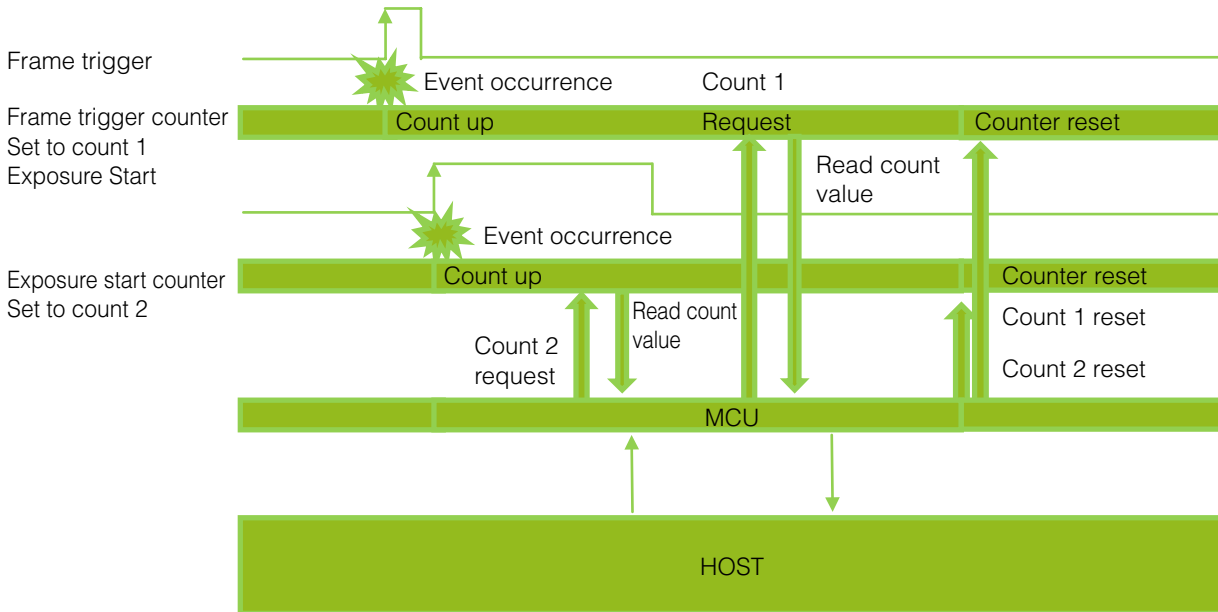 Frame trigger
Event occurrence
Count 1
Frame trigger counter
Set to count 1
Exposure Start
Count up
Request
Counter reset
Read count
value
Event occurrence
Exposure start counter
Set to count 2
Count up
Counter reset
Read count
value
Count 2
request
Count 1 reset
Count 2 reset
MCU
HOST